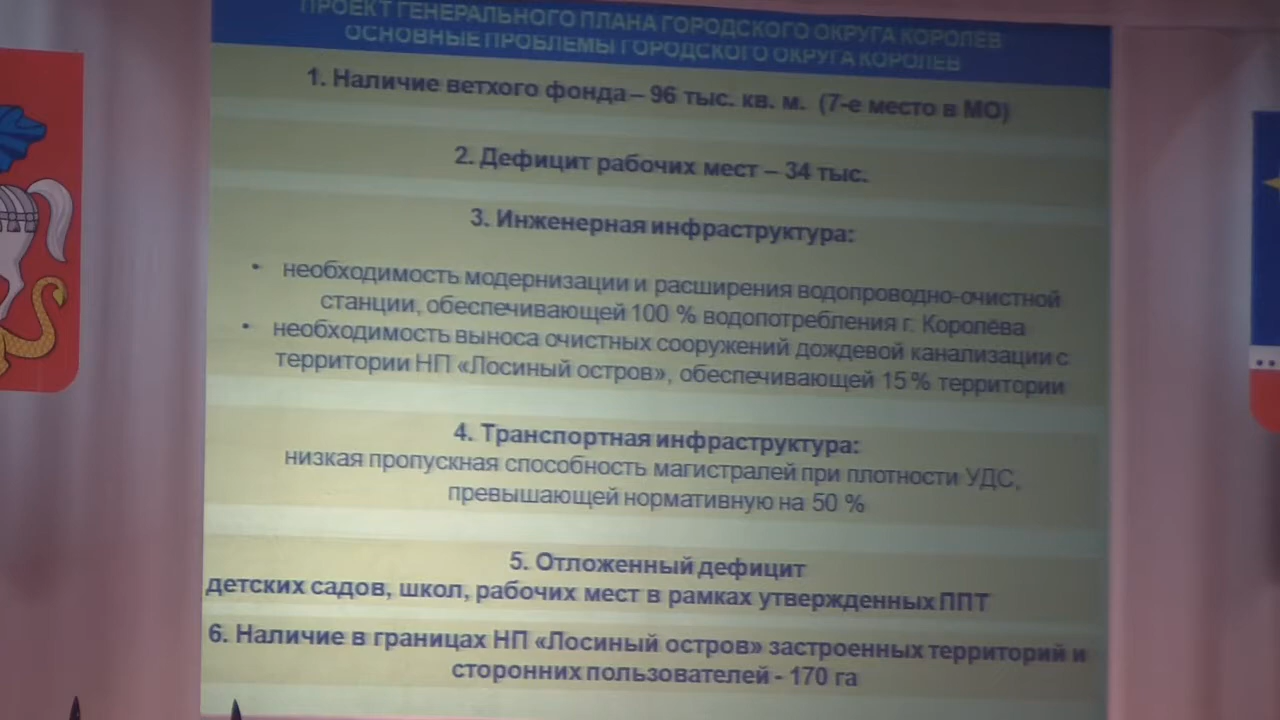 ПРОЕКТ ГЕНЕРАЛЬНОГО ПЛАНА ГОРОДСКОГО ОКРУГА КОРОЛЁВ
ОСНОВНЫЕ ПРОБЛЕМЫ ГОРОДСКОГО ОКРУГА КОРОЛЁВ
1. Наличие ветхого фонда – 96 тыс. кв. м. (7-е место в МО)
2. Дефицит рабочих мест – 34 тыс.
3. Инженерная инфраструктура:
• необходимость модернизации и расширения водопроводно-очистной
станции, обеспечивающей 100 % водопотребления г. Королёва
• необходимость выноса очистных сооружений дождевой канализации с
территории НП «Лосиный остров», обеспечивающей 15 % территории
4. Транспортная инфраструктура:
низкая пропускная способность магистралей при плотности УДС,
превышающей нормативную на 50 %
5. Отложенный дефицит
детских садов, школ, рабочих мест в рамках утвержденных ППТ
6. Наличие в границах НП «Лосиный остров» застроенных территорий и
сторонних пользователей - 170 га